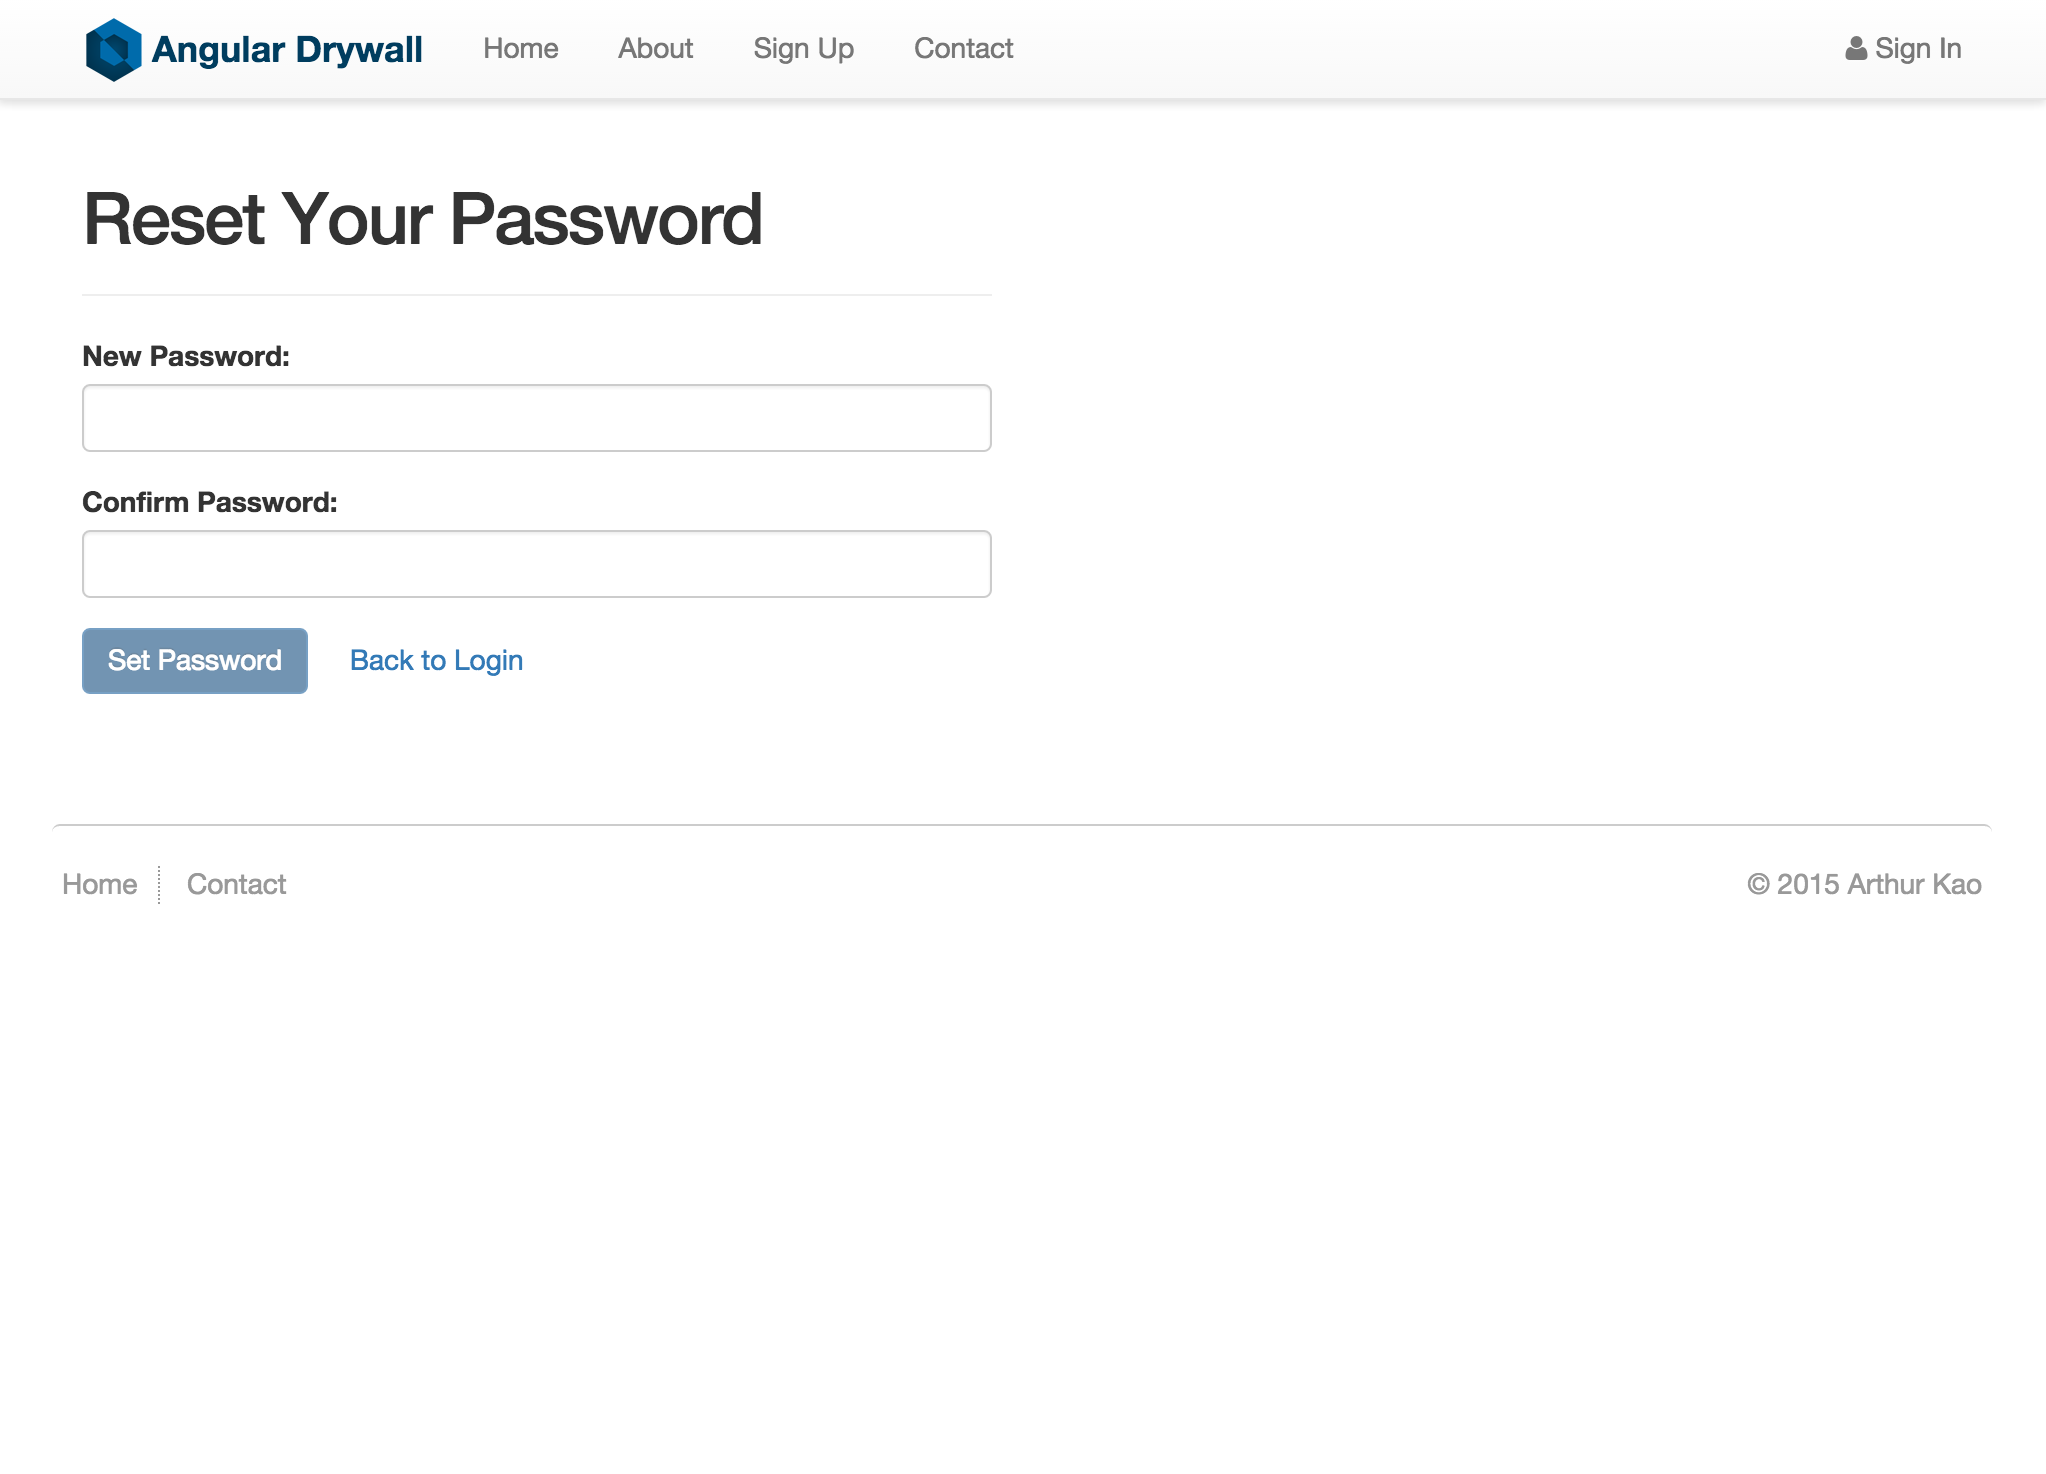 Angular Drywall Home About Sign Up Contact Sign In
Reset Your Password
New Password:
Confirm Password:
Set Password Back to Login
Home Contact © 2015 Arthur Kao